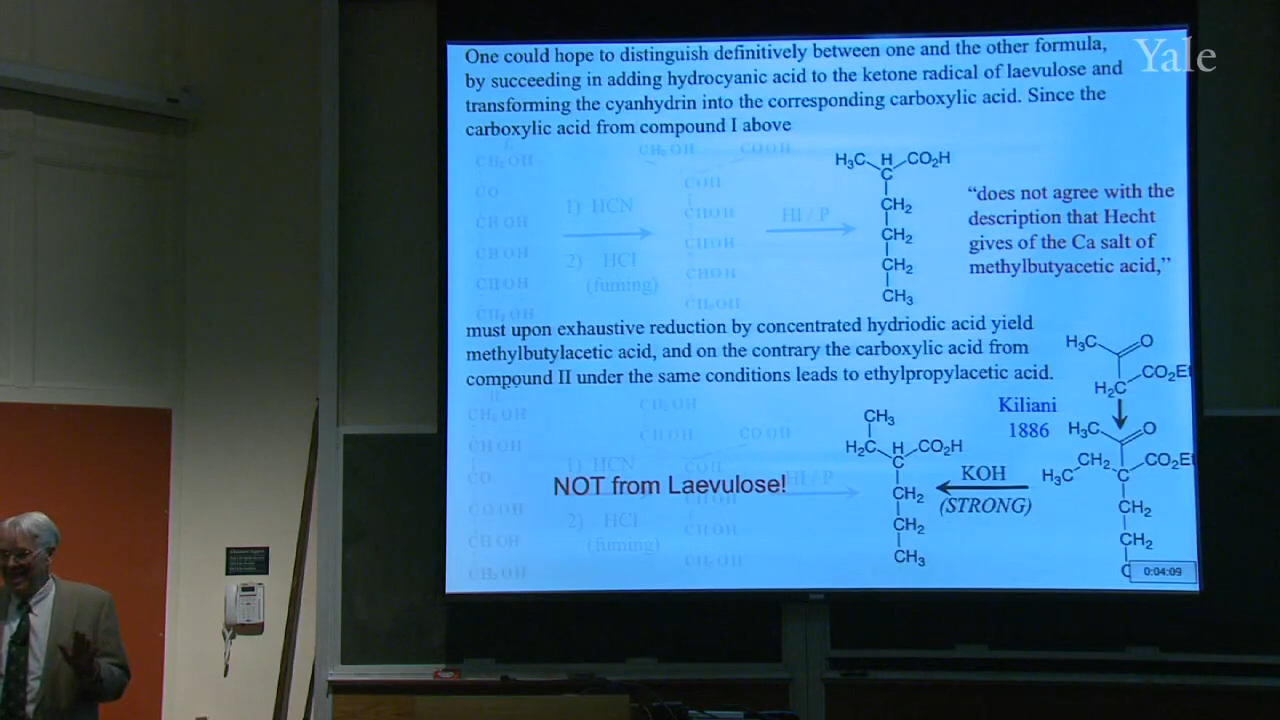 One could hope to distinguish definitively between one and the other formula,
by succeeding in adding hydrocyanic acid to the ketone radical of laevulose and
transforming the cyanhydrin into the corresponding carboxylic acid. Since the
carboxylic acid from compound I above
Yale
CH₂OH
CO
CHOH
CHOH
CHOH
CH₂OH
1) HCN
2) HCl
(fuming)
CH₂OH COOH
COH
CHOH
CHOH
CHOH
CH₂OH
HI / P
H₃C H CO₂H
C
CH₂
CH₂
CH₂
CH₃
“does not agree with the
description that Hecht
gives of the Ca salt of
methylbutyacetic acid,”
must upon exhaustive reduction by concentrated hydriodic acid yield
methylbutylacetic acid, and on the contrary the carboxylic acid from
compound II under the same conditions leads to ethylpropylacetic acid.
H₃C O
H₂C CO₂Et
Kiliani
1886
H₃C O
CH₂ CO₂Et
H₃C C
CH₂
CH₂
KOH
(STRONG)
CH₃
H₂C H CO₂H
C
CH₂
CH₂
CH₃
II
CH₂OH
CHOH
CO
CHOH
CH₂OH
1) HCN
2) HCl
(fuming)
CH₂OH
CHOH COOH
COH
CHOH
CHOH
CH₂OH
HI / P
NOT from Laevulose!
0:04:09